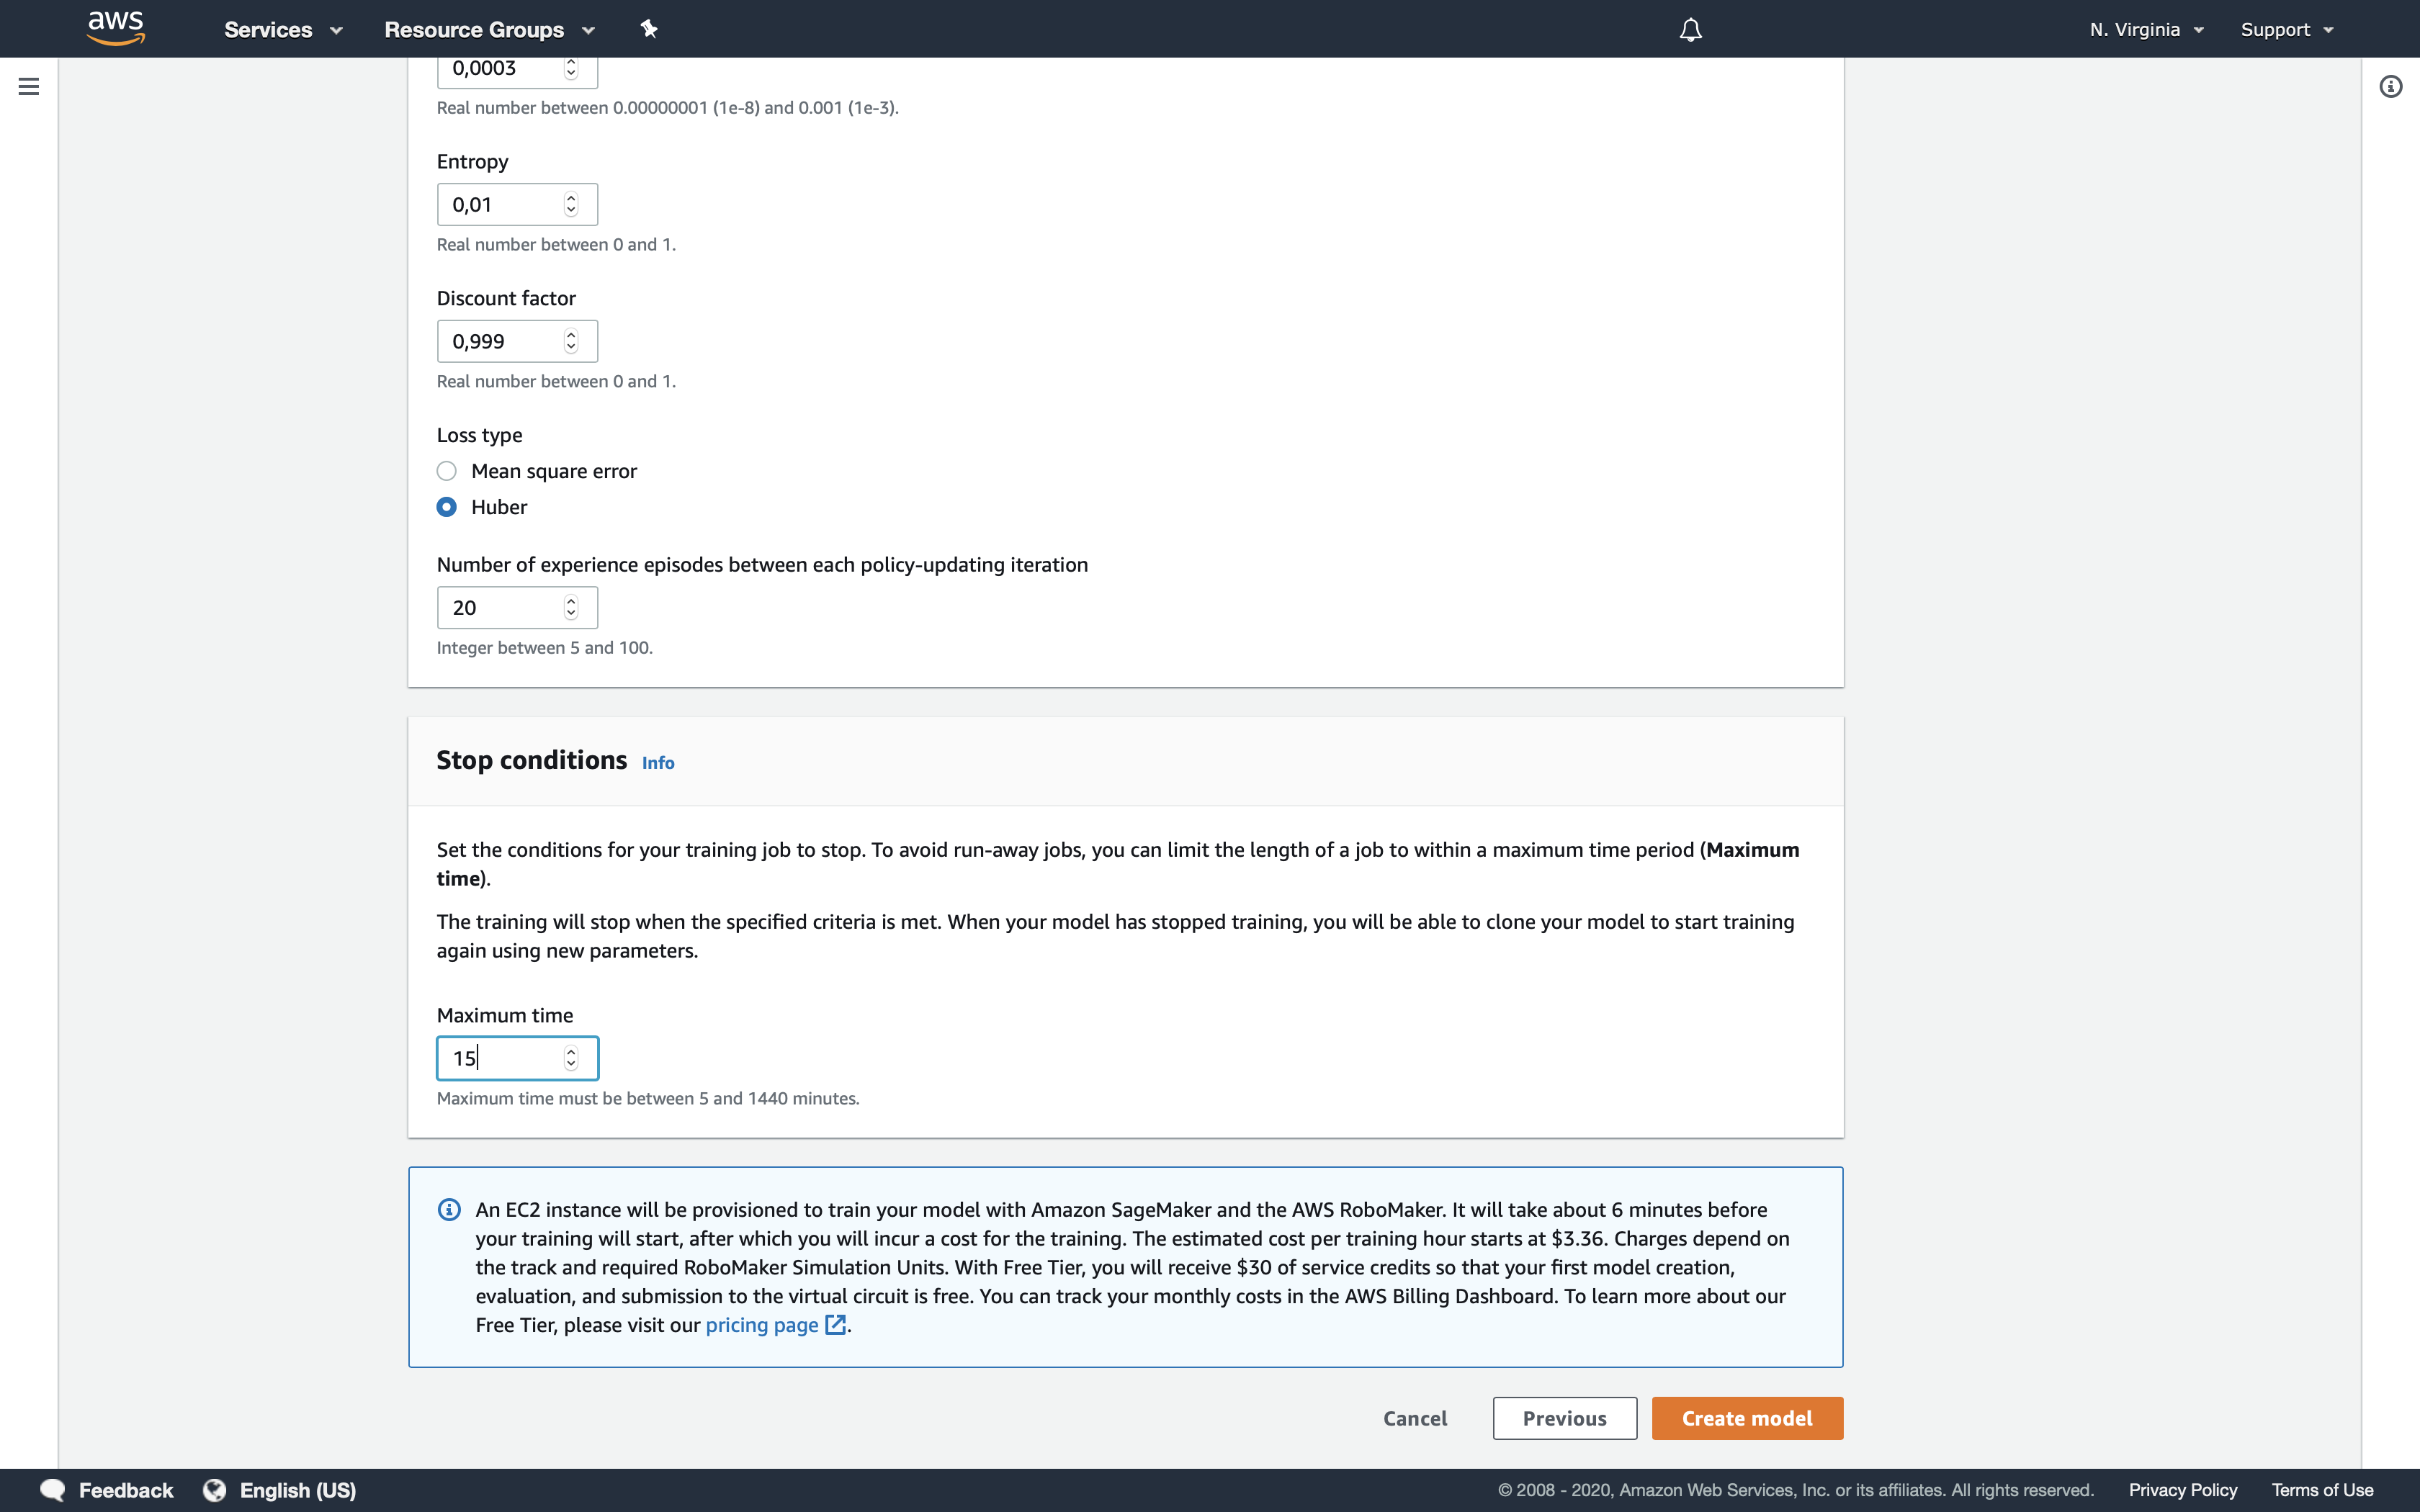 aws Services Resource Groups N. Virginia Support
0,0003
Real number between 0.00000001 (1e-8) and 0.001 (1e-3).
Entropy
0,01
Real number between 0 and 1.
Discount factor
0,999
Real number between 0 and 1.
Loss type
Mean square error
Huber
Number of experience episodes between each policy-updating iteration
20
Integer between 5 and 100.
Stop conditions Info
Set the conditions for your training job to stop. To avoid run-away jobs, you can limit the length of a job to within a maximum time period (Maximum
time).
The training will stop when the specified criteria is met. When your model has stopped training, you will be able to clone your model to start training
again using new parameters.
Maximum time
15
Maximum time must be between 5 and 1440 minutes.
An EC2 instance will be provisioned to train your model with Amazon SageMaker and the AWS RoboMaker. It will take about 6 minutes before
your training will start, after which you will incur a cost for the training. The estimated cost per training hour starts at $3.36. Charges depend on
the track and required RoboMaker Simulation Units. With Free Tier, you will receive $30 of service credits so that your first model creation,
evaluation, and submission to the virtual circuit is free. You can track your monthly costs in the AWS Billing Dashboard. To learn more about our
Free Tier, please visit our pricing page.
Cancel Previous Create model
Feedback English (US) © 2008 - 2020, Amazon Web Services, Inc. or its affiliates. All rights reserved. Privacy Policy Terms of Use